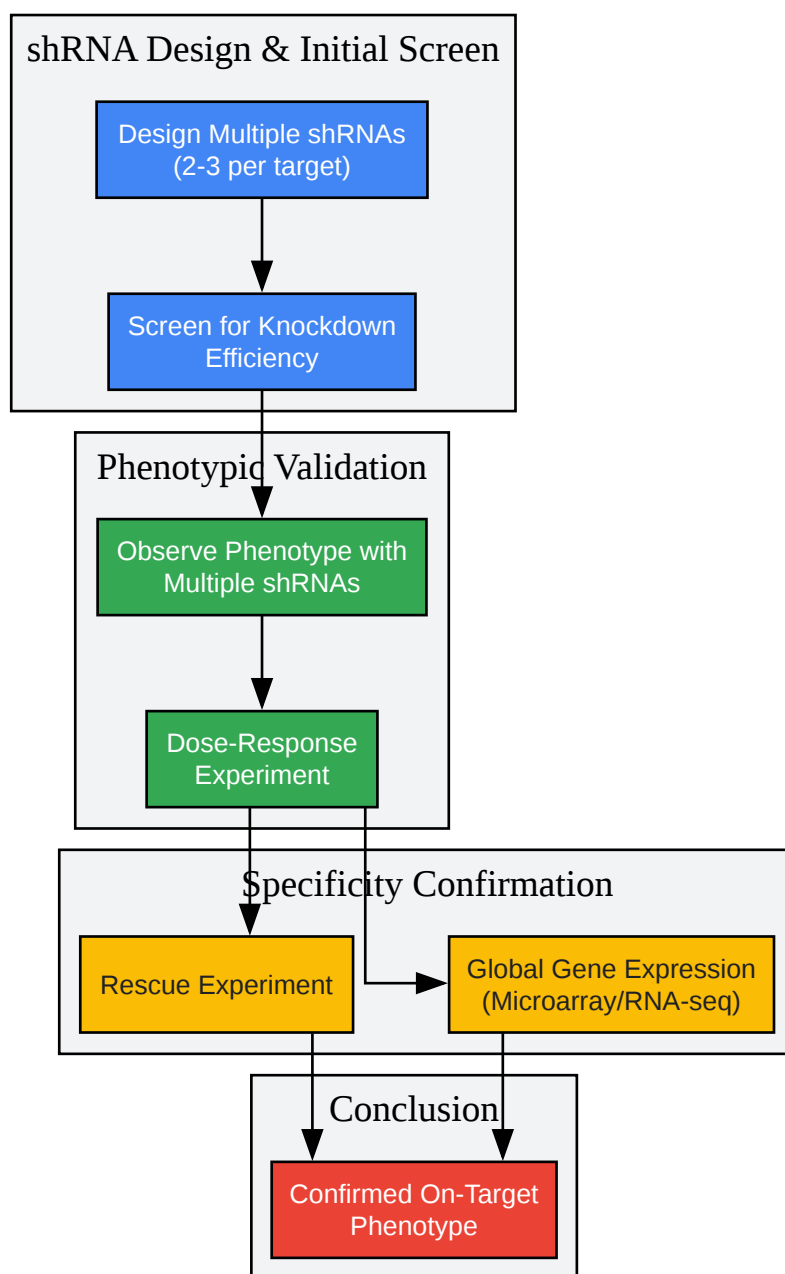 shRNA Design & Initial Screen
Design Multiple shRNAs
(2-3 per target)
Screen for Knockdown
Efficiency
Phenotypic Validation
Observe Phenotype with
Multiple shRNAs
Dose-Response
Experiment
Specificity Confirmation
Rescue Experiment
Global Gene Expression
(Microarray/RNA-seq)
Conclusion
Confirmed On-Target
Phenotype